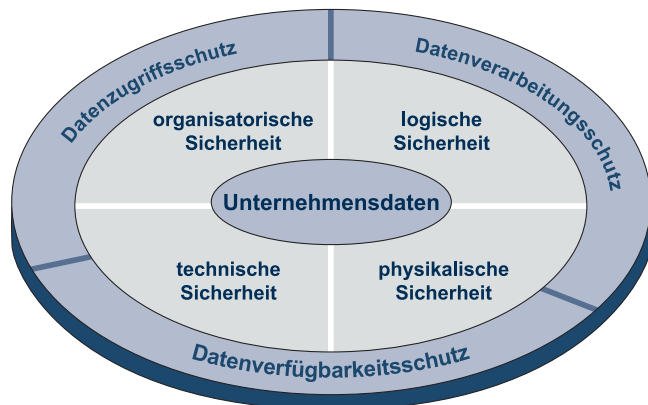 Datenzugriffsschutz
Datenverarbeitungsschutz
organisatorische
Sicherheit
logische
Sicherheit
Unternehmensdaten
technische
Sicherheit
physikalische
Sicherheit
Datenverfügbarkeitsschutz